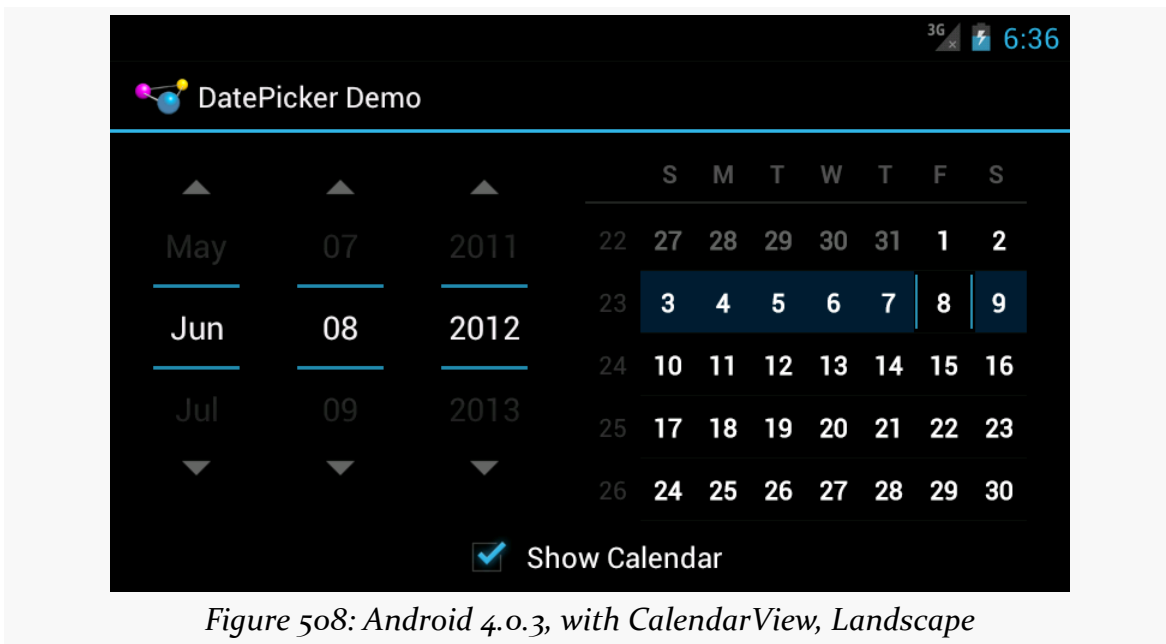 3G 6:36
DatePicker Demo
S M T W T F S
May 07 2011 22 27 28 29 30 31 1 2
23 3 4 5 6 7 8 9
Jun 08 2012
24 10 11 12 13 14 15 16
Jul 09 2013
25 17 18 19 20 21 22 23
26 24 25 26 27 28 29 30
Show Calendar
Figure 508: Android 4.0.3, with CalendarView, Landscape